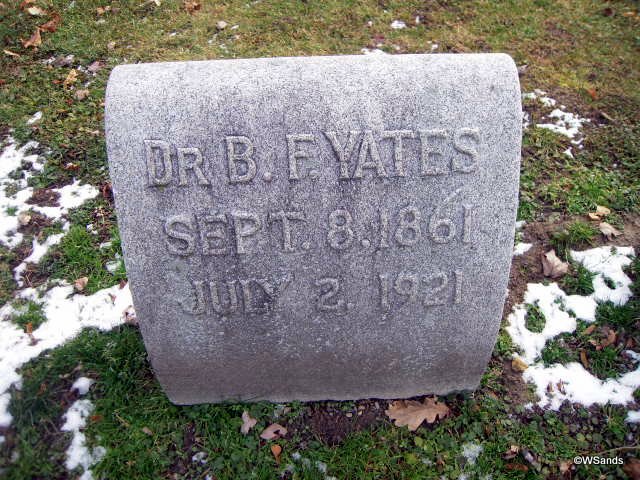 DR. B. F. YATES
SEPT. 8. 1861
JULY 2. 1921
©WSands